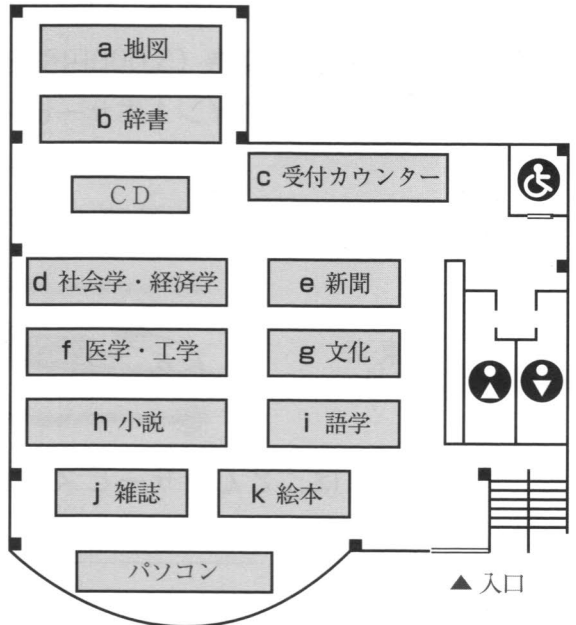 a 地図
b 辞書
CD
c 受付カウンター
d 社会学・経済学
e 新聞
f 医学・工学
g 文化
h 小説
i 語学
j 雑誌
k 絵本
パソコン
▲入口